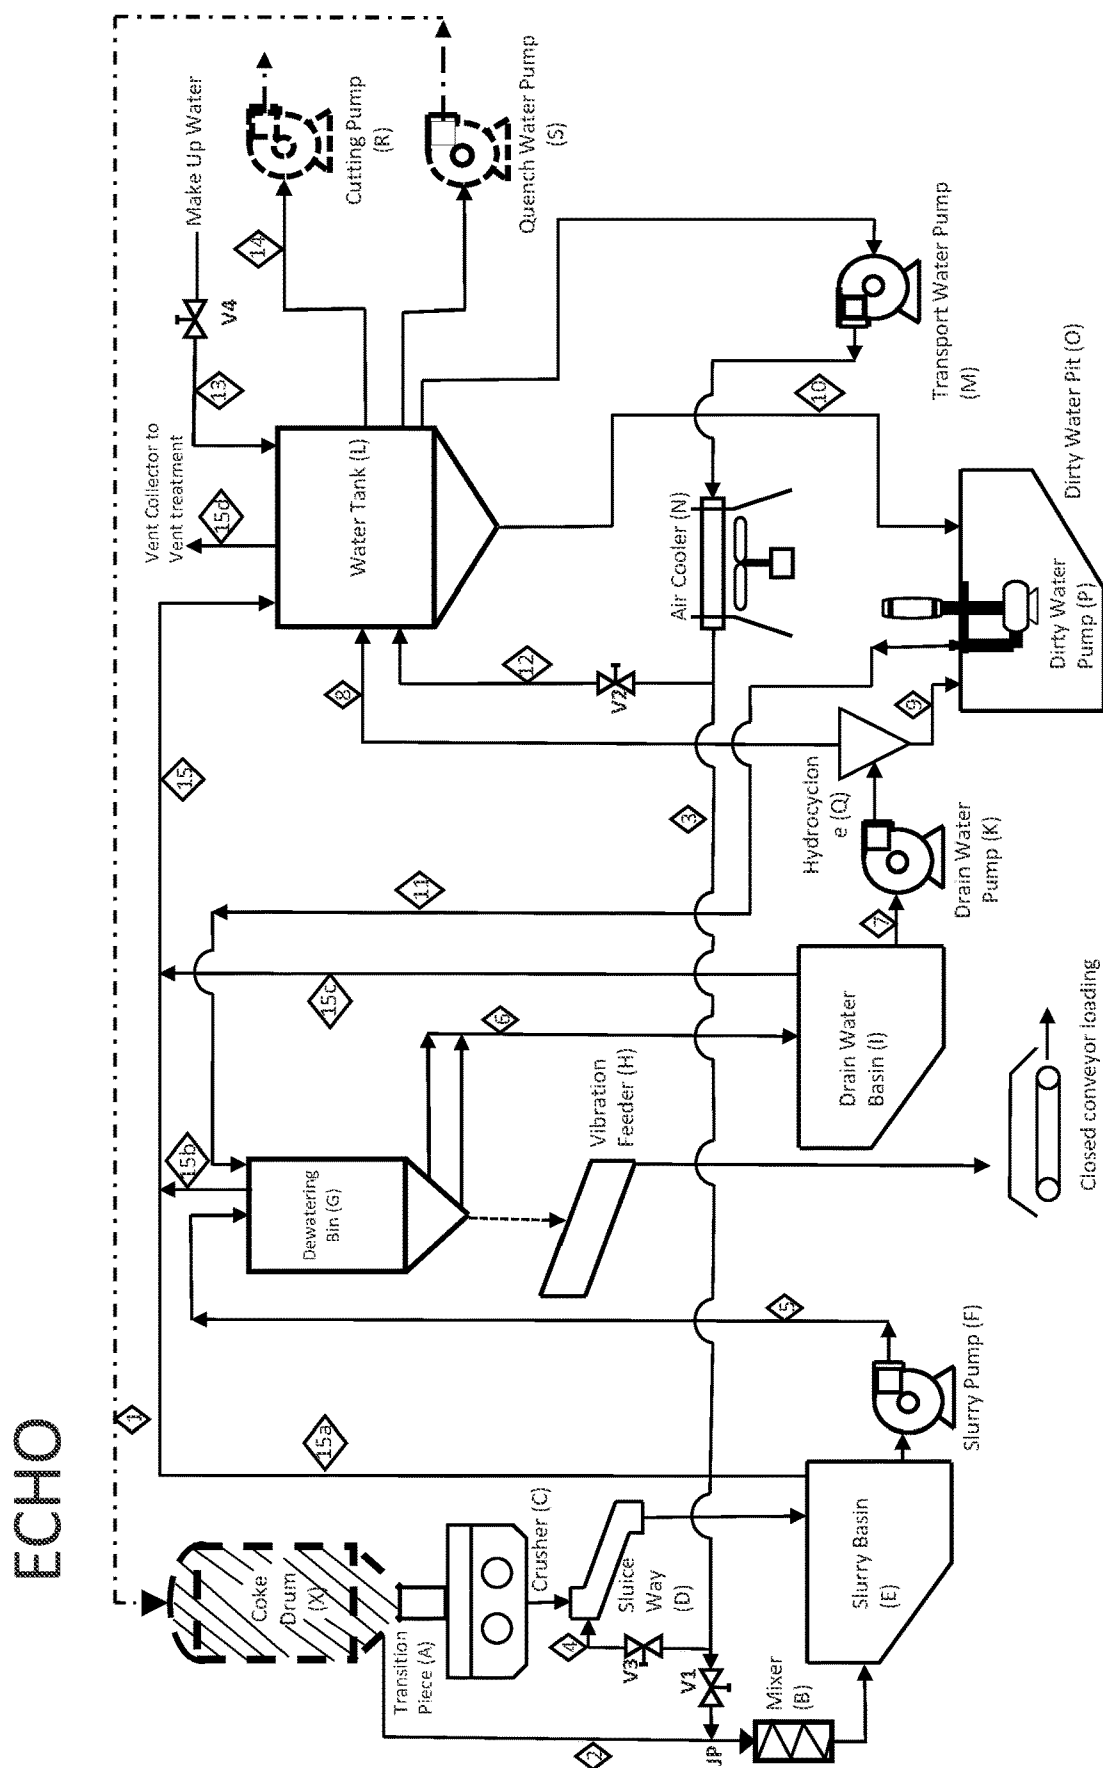 ECHO
1
15
15a
15b
15c
15d
Coke
Drum
(X)
Transition
Piece (A)
Crusher (C)
Sluice
Way
(D)
4
V3
V1
2
JP
Mixer
(B)
Slurry Basin
(E)
Slurry Pump (F)
5
Dewatering
Bin (G)
Vibration
Feeder (H)
6
Closed conveyor loading
Drain Water
Basin (I)
7
Drain Water
Pump (K)
Hydrocyclon
e (Q)
8
9
11
3
12
V2
Air Cooler (N)
Dirty Water
Pump (P)
Dirty Water Pit (O)
10
Transport Water Pump
(M)
Water Tank (L)
Vent Collector to
Vent treatment
13
V4
Make Up Water
14
Cutting Pump
(R)
Quench Water Pump
(S)